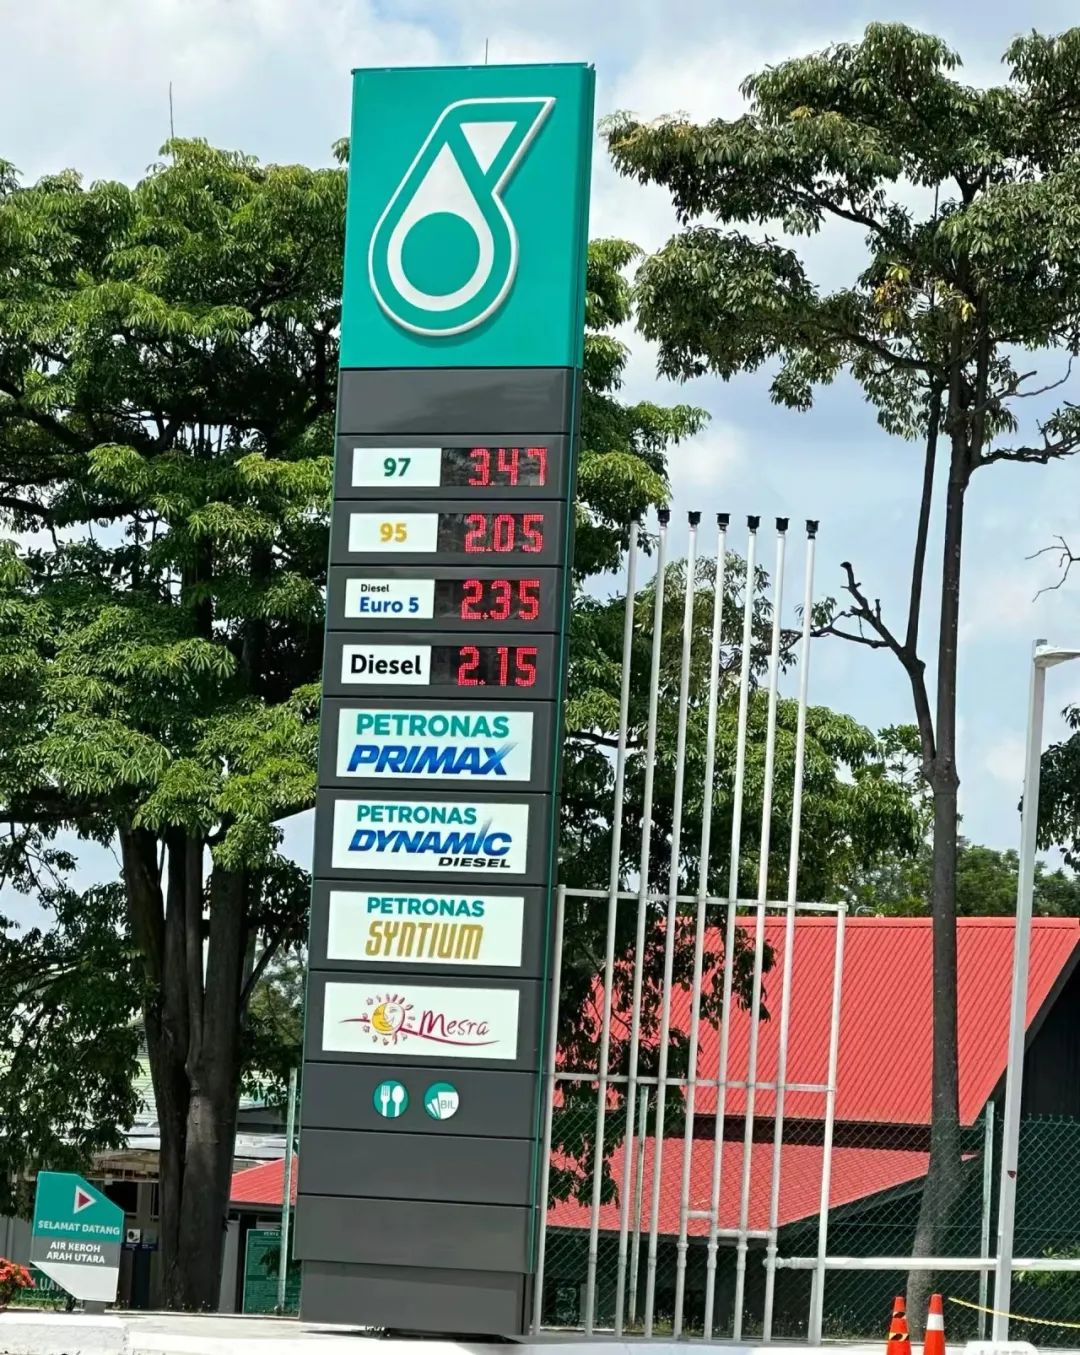 97 3.47
95 2.05
Diesel
Euro 5 2.35
Diesel 2.15
PETRONAS
PRIMAX
PETRONAS
DYNAMIC
DIESEL
PETRONAS
SYNTIUM
Mesra
BIL
SELAMAT DATANG
AIR KEROH
ARAH UTARA